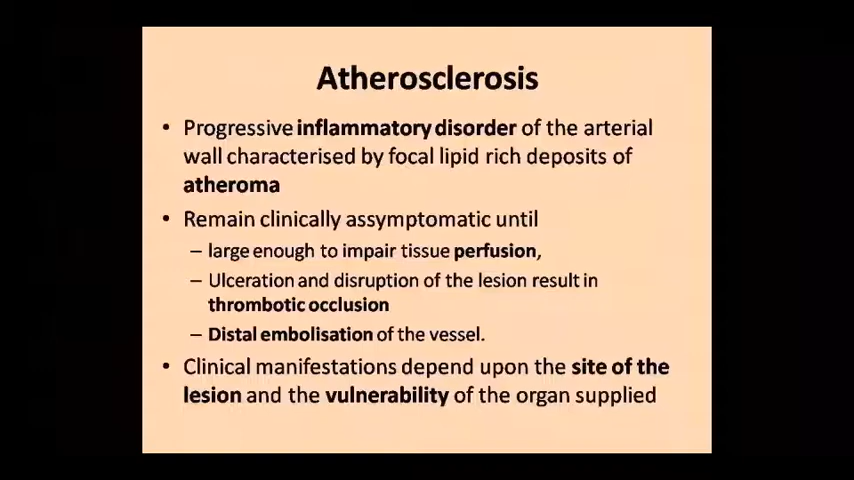 Atherosclerosis
• Progressive inflammatory disorder of the arterial
wall characterised by focal lipid rich deposits of
atheroma
• Remain clinically assymptomatic until
– large enough to impair tissue perfusion,
– Ulceration and disruption of the lesion result in
thrombotic occlusion
– Distal embolisation of the vessel.
• Clinical manifestations depend upon the site of the
lesion and the vulnerability of the organ supplied